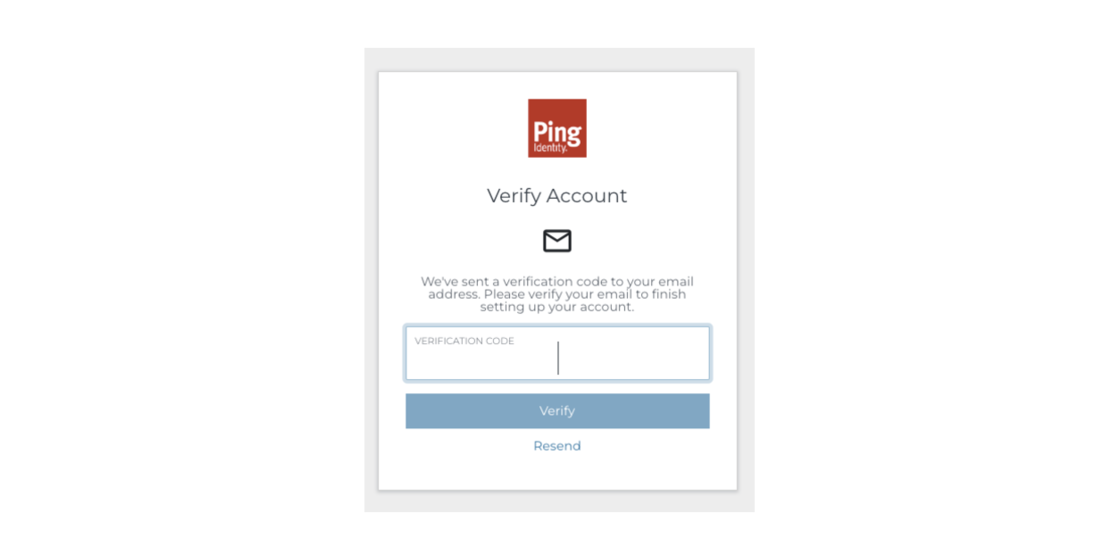 Ping
Identity.
Verify Account
We've sent a verification code to your email
address. Please verify your email to finish
setting up your account.
VERIFICATION CODE
Verify
Resend